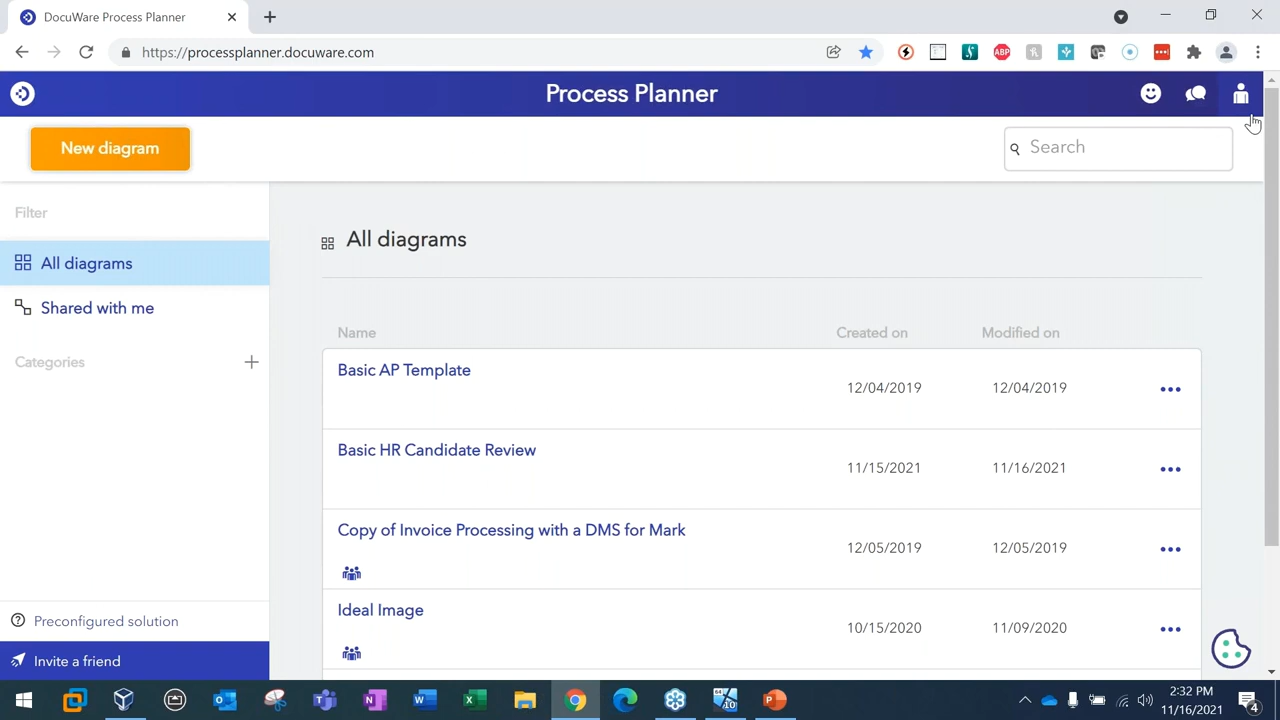 DocuWare Process Planner
https://processplanner.docuware.com
ABP
Process Planner
New diagram
Search
Filter
All diagrams
Shared with me
Categories
Preconfigured solution
Invite a friend
All diagrams
Name Created on Modified on
Basic AP Template 12/04/2019 12/04/2019
Basic HR Candidate Review 11/15/2021 11/16/2021
Copy of Invoice Processing with a DMS for Mark 12/05/2019 12/05/2019
Ideal Image 10/15/2020 11/09/2020
2:32 PM
11/16/2021
4